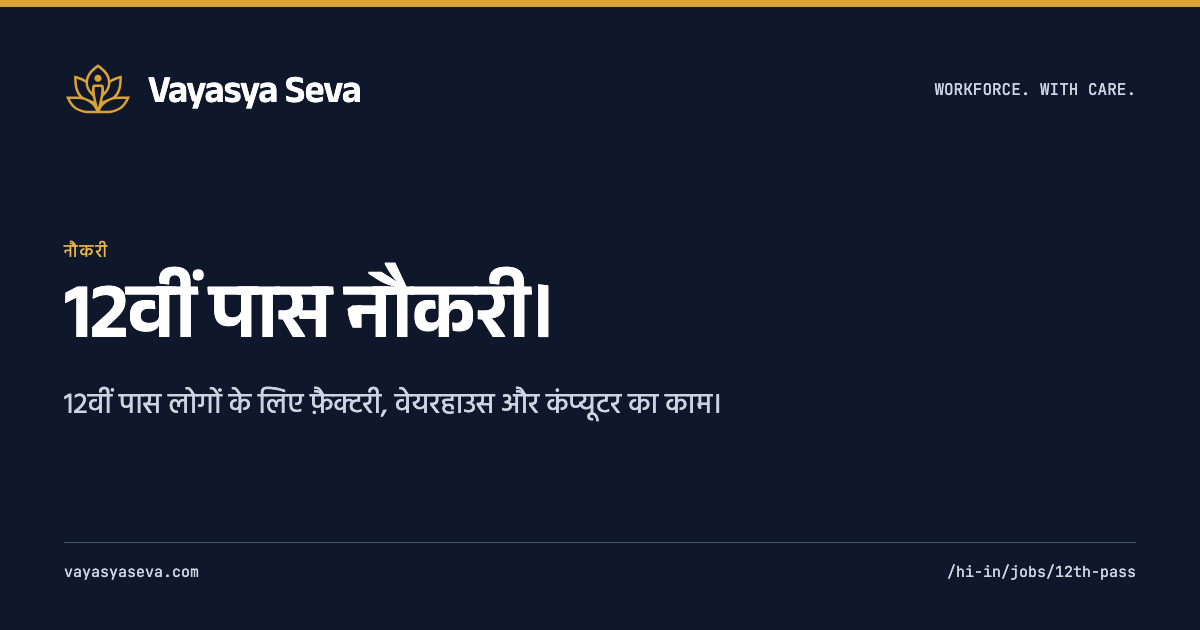 Vayasya Seva
WORKFORCE. WITH CARE.
नौकरी
12वीं पास नौकरी।
12वीं पास लोगों के लिए फ़ैक्टरी, वेयरहाउस और कंप्यूटर का काम।
vayasyaseva.com
/hi-in/jobs/12th-pass